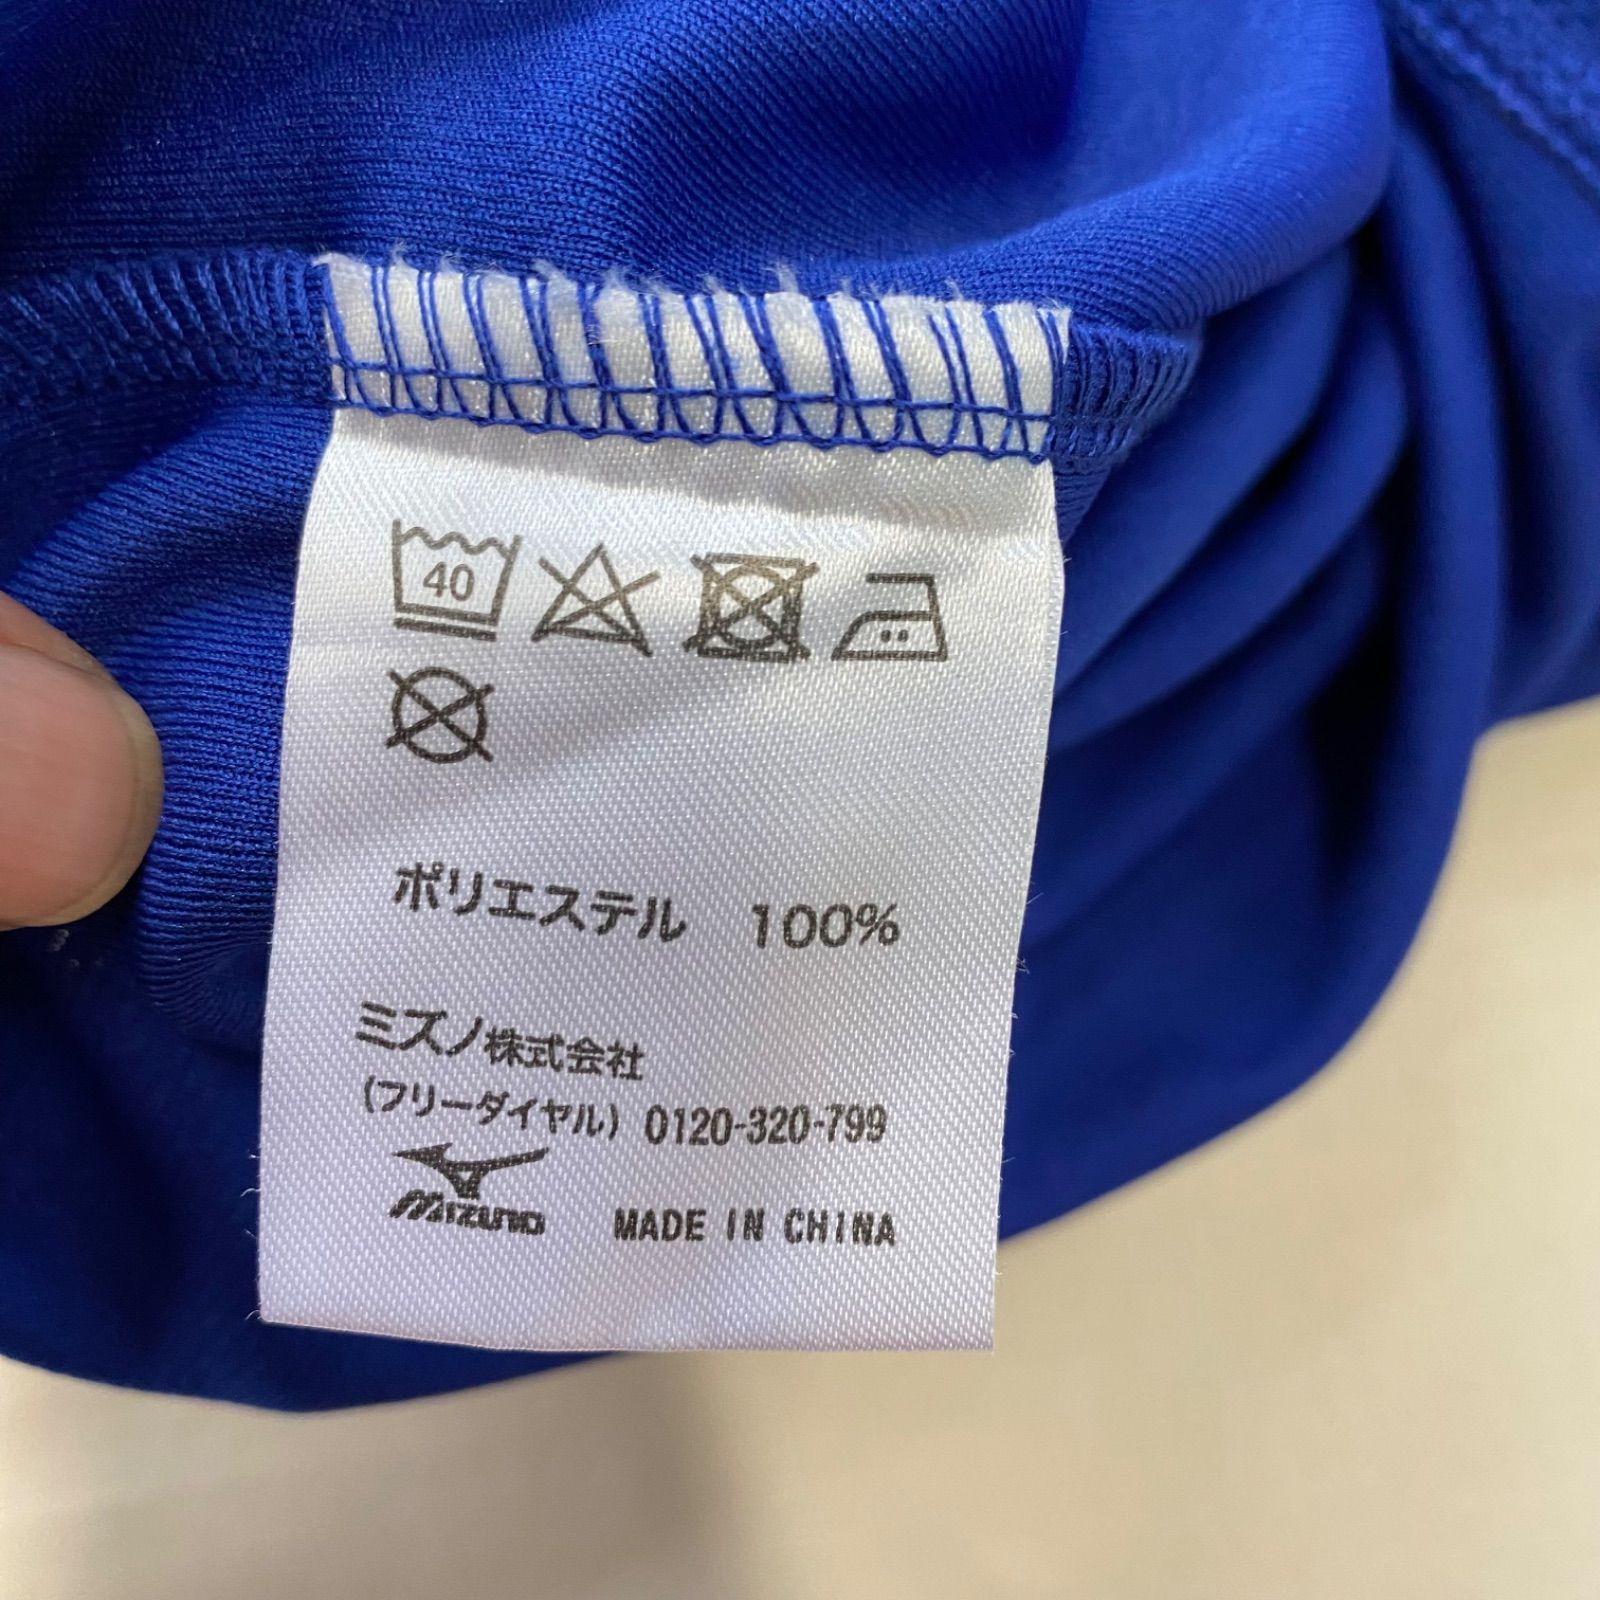 40
ポリエステル 100%
ミズノ株式会社
(フリーダイヤル) 0120-320-799
MIZUNO MADE IN CHINA